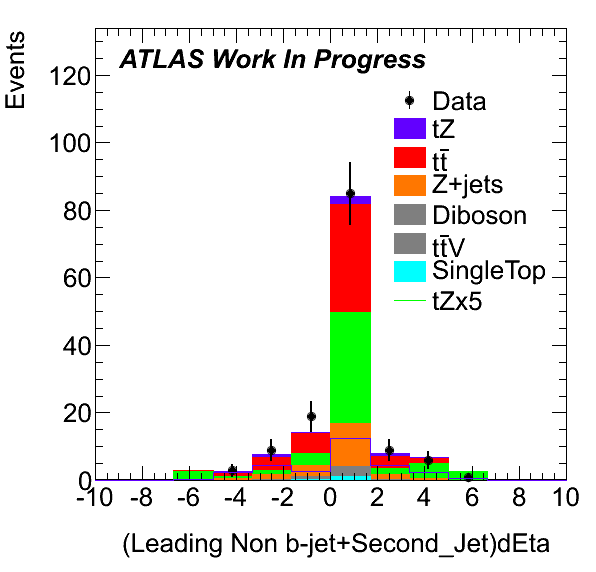 Events
ATLAS Work In Progress
Data
tZ
tt̄
Z+jets
Diboson
tt̄V
SingleTop
tZx5
120
100
80
60
40
20
0
-10 -8 -6 -4 -2 0 2 4 6 8 10
(Leading Non b-jet+Second_Jet)dEta